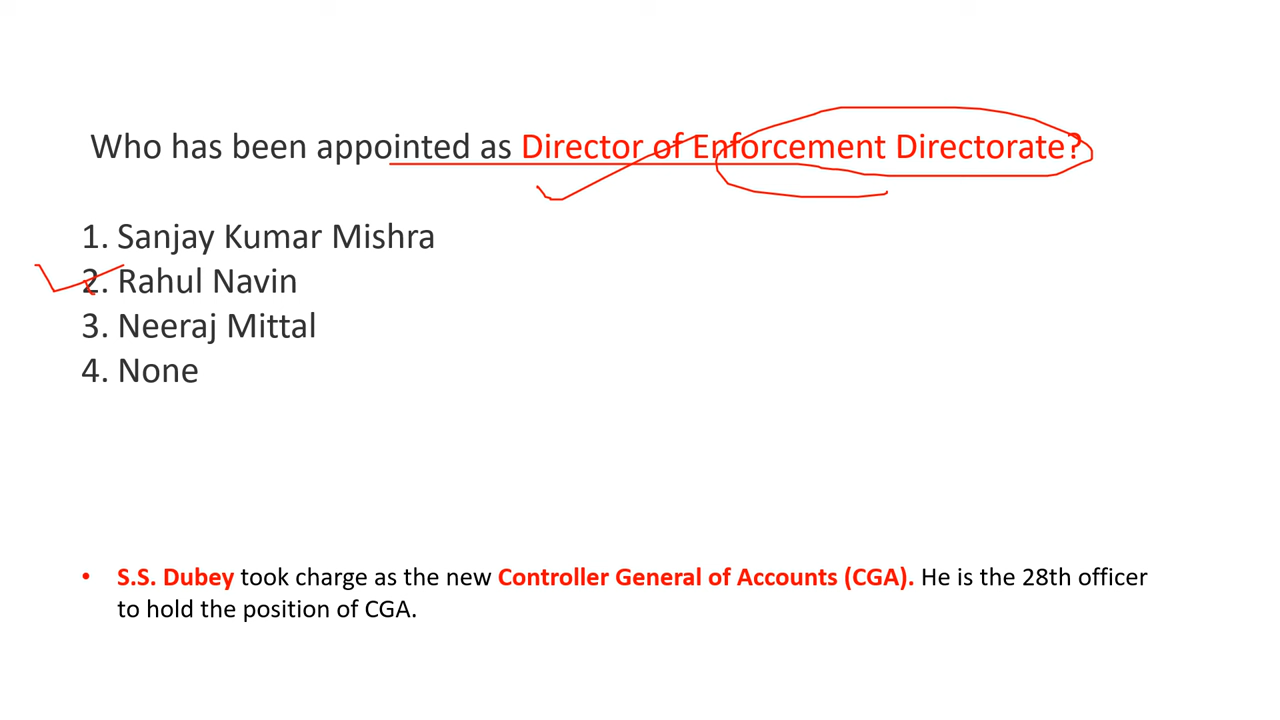 Who has been appointed as Director of Enforcement Directorate?
1. Sanjay Kumar Mishra
2. Rahul Navin
3. Neeraj Mittal
4. None
• S.S. Dubey took charge as the new Controller General of Accounts (CGA). He is the 28th officer
to hold the position of CGA.